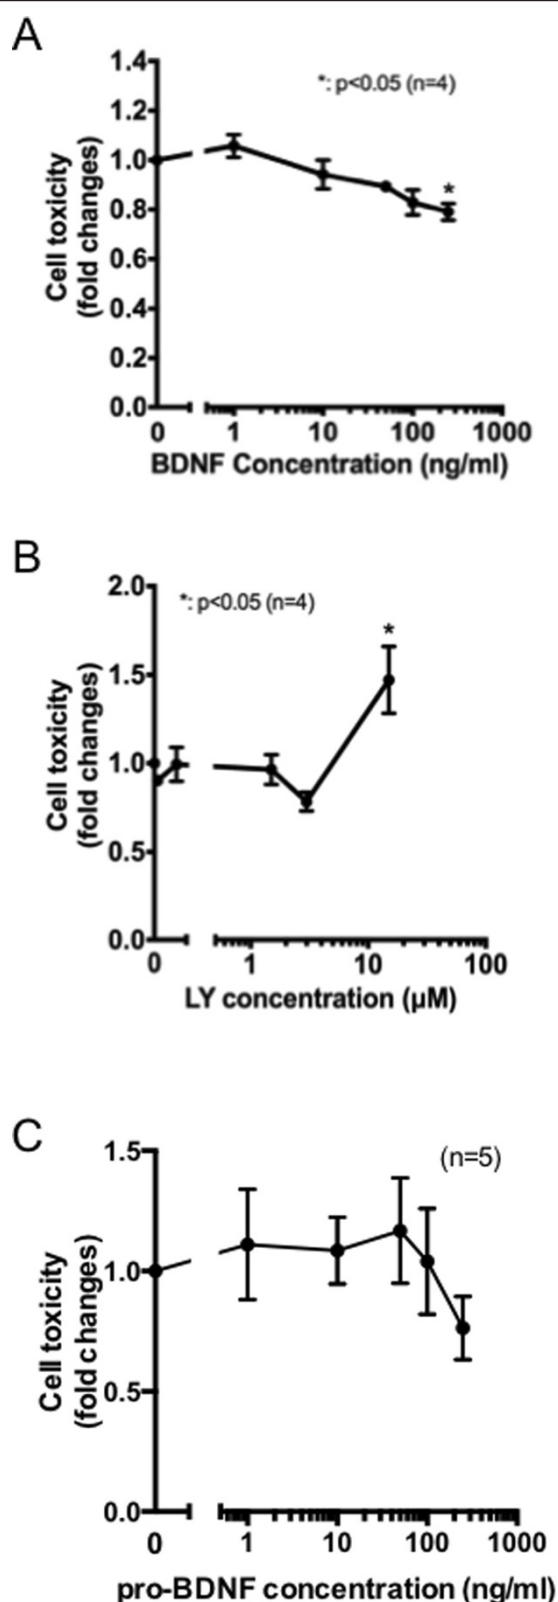 A
*: p<0.05 (n=4)
Cell toxicity
(fold changes)
1.4
1.2
1.0
0.8
0.6
0.4
0.2
0.0
*
0 1 10 100 1000
BDNF Concentration (ng/ml)
B
*: p<0.05 (n=4)
Cell toxicity
(fold changes)
2.0
1.5
1.0
0.5
0.0
*
0 1 10 100
LY concentration (µM)
C
(n=5)
Cell toxicity
(fold changes)
1.5
1.0
0.5
0.0
0 1 10 100 1000
pro-BDNF concentration (ng/ml)